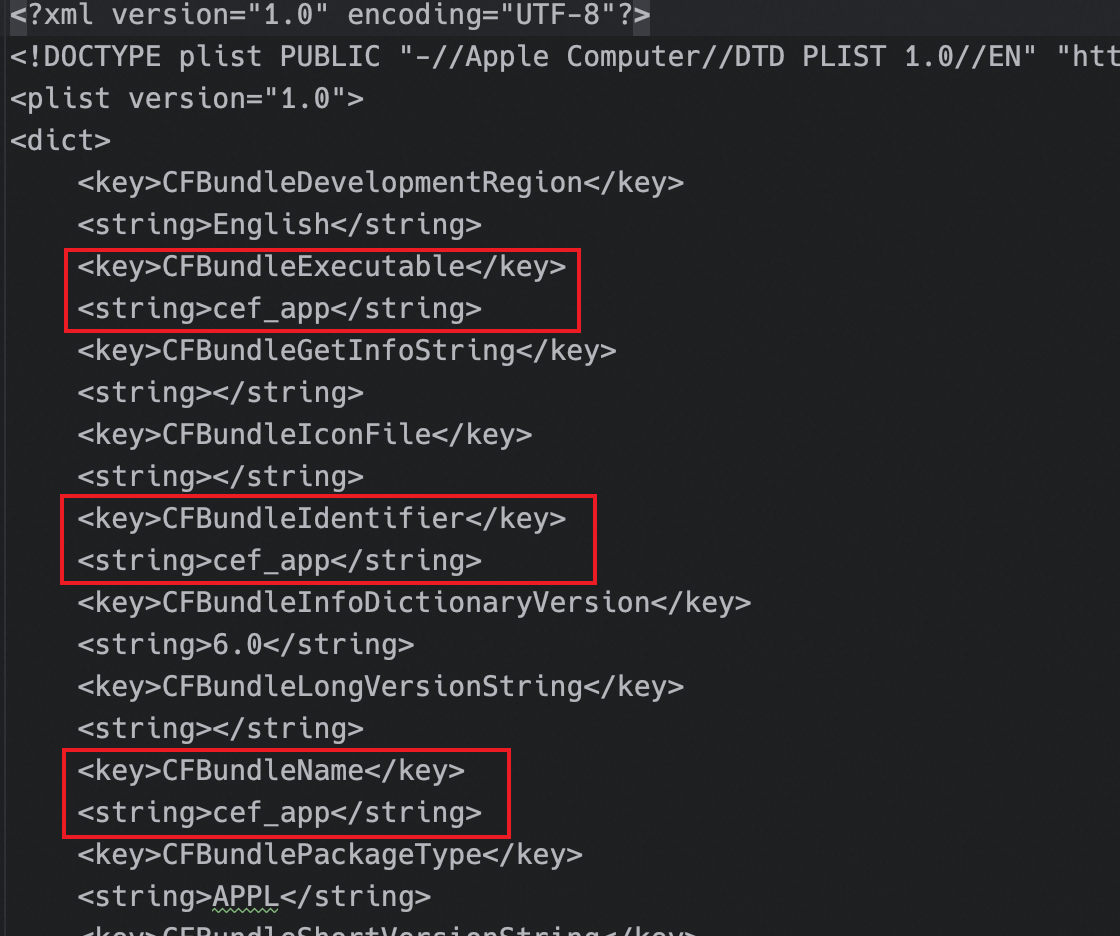 <?xml version="1.0" encoding="UTF-8"?>
<!DOCTYPE plist PUBLIC "-//Apple Computer//DTD PLIST 1.0//EN" "htt
<plist version="1.0">
<dict>
<key>CFBundleDevelopmentRegion</key>
<string>English</string>
<key>CFBundleExecutable</key>
<string>cef_app</string>
<key>CFBundleGetInfoString</key>
<string></string>
<key>CFBundleIconFile</key>
<string></string>
<key>CFBundleIdentifier</key>
<string>cef_app</string>
<key>CFBundleInfoDictionaryVersion</key>
<string>6.0</string>
<key>CFBundleLongVersionString</key>
<string></string>
<key>CFBundleName</key>
<string>cef_app</string>
<key>CFBundlePackageType</key>
<string>APPL</string>
<key>CFBundleShortVersionString</key>